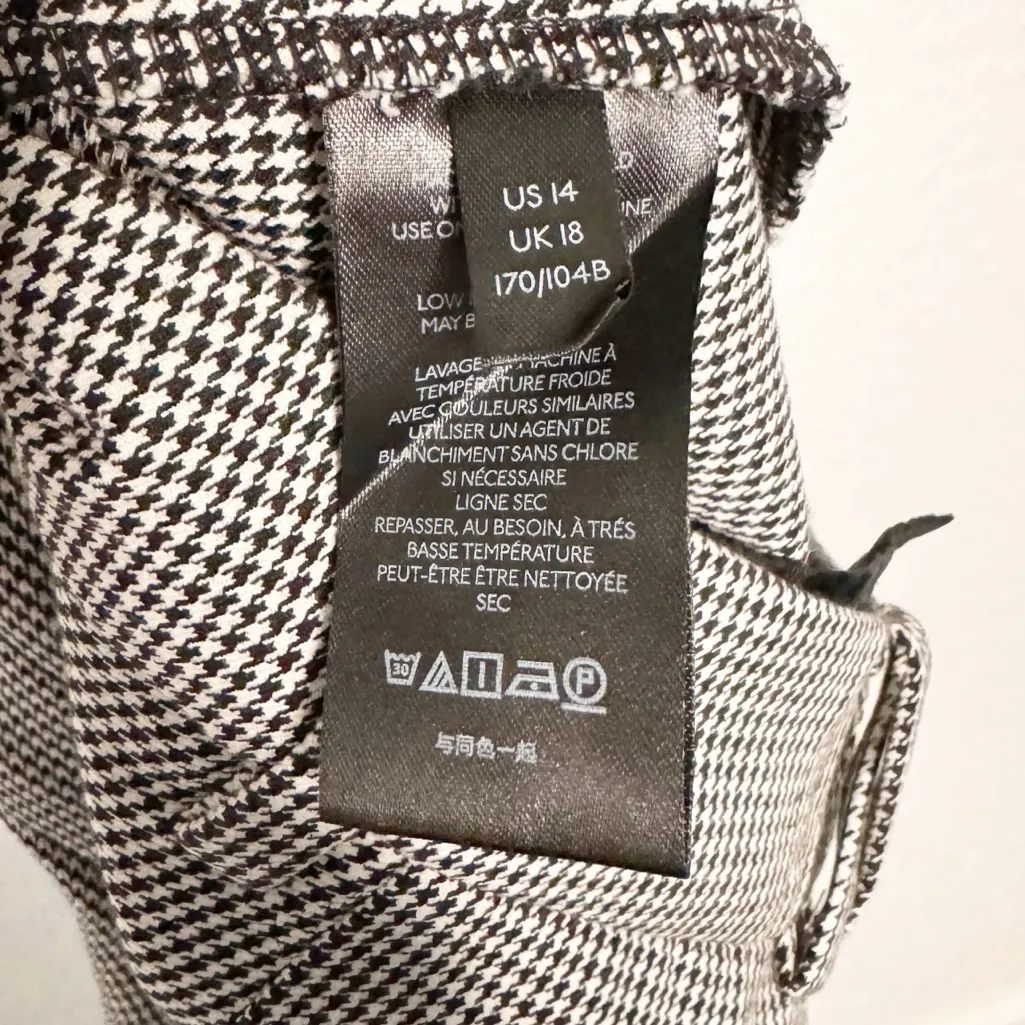 US 14
UK 18
170/104B
USE
LOW
MAY
LAVAGE MACHINE À
TEMPÉRATURE FROIDE
AVEC COULEURS SIMILAIRES
UTILISER UN AGENT DE
BLANCHIMENT SANS CHLORE
SI NÉCESSAIRE
LIGNE SEC
REPASSER, AU BESOIN, À TRÉS
BASSE TEMPÉRATURE
PEUT-ÊTRE ÊTRE NETTOYÉE
SEC
30 P
与同色一起